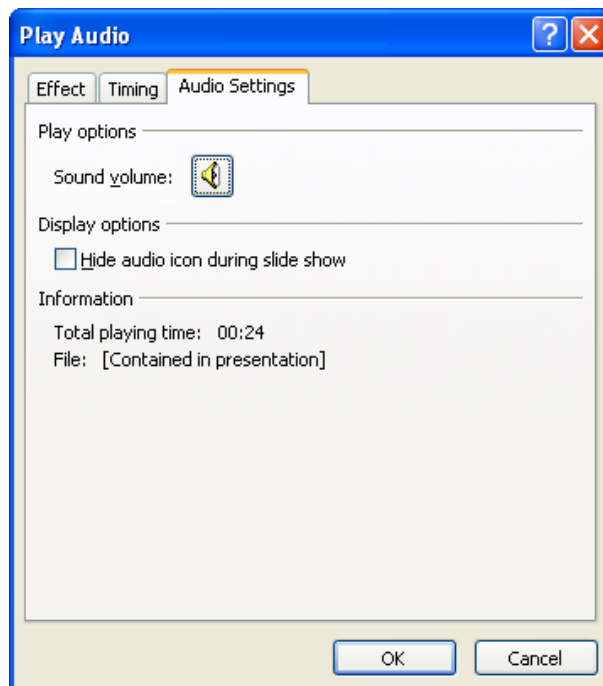 Play Audio
Effect Timing Audio Settings
Play options
Sound volume:
Display options
Hide audio icon during slide show
Information
Total playing time: 00:24
File: [Contained in presentation]
OK Cancel